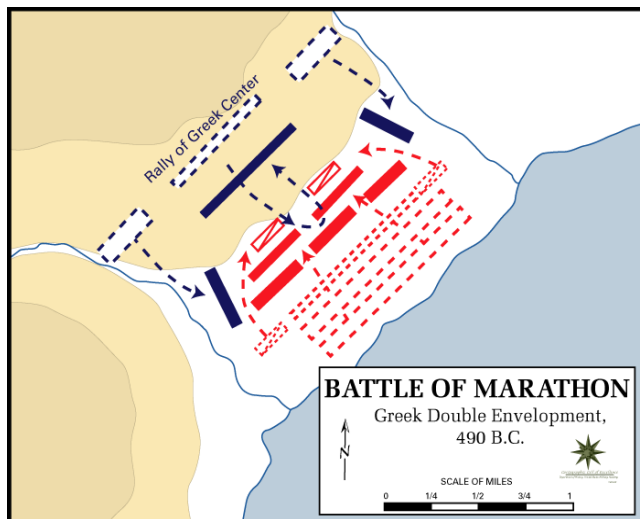 Rally of Greek Center
BATTLE OF MARATHON
Greek Double Envelopment,
490 B.C.
N
SCALE OF MILES
0 1/4 1/2 3/4 1